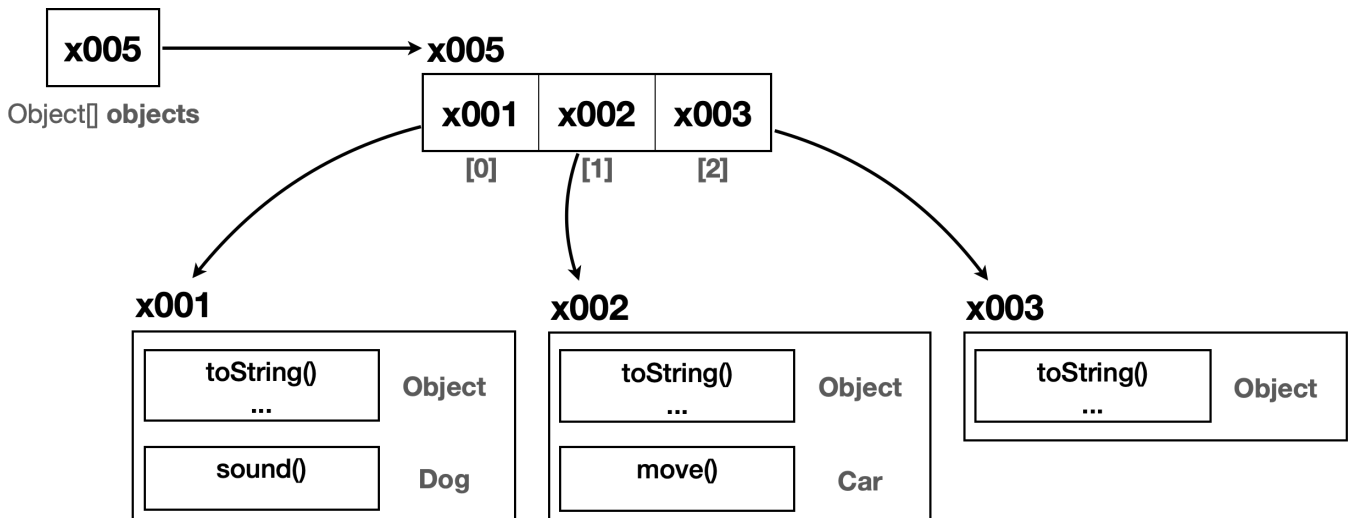 x005
x005
Object[] objects
x001 x002 x003
[0] [1] [2]
x001
x002
x003
toString()
...
Object
sound()
Dog
toString()
...
Object
move()
Car
toString()
...
Object